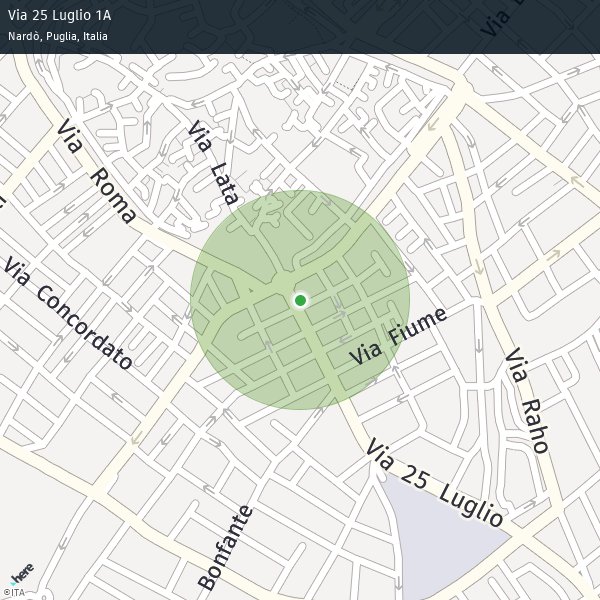 Via 25 Luglio 1A
Nardò, Puglia, Italia
Via Lata
Via Roma
Via Concordato
Via Fiume
Via Raho
Via 25 Luglio
Bonfante
here
©ITA